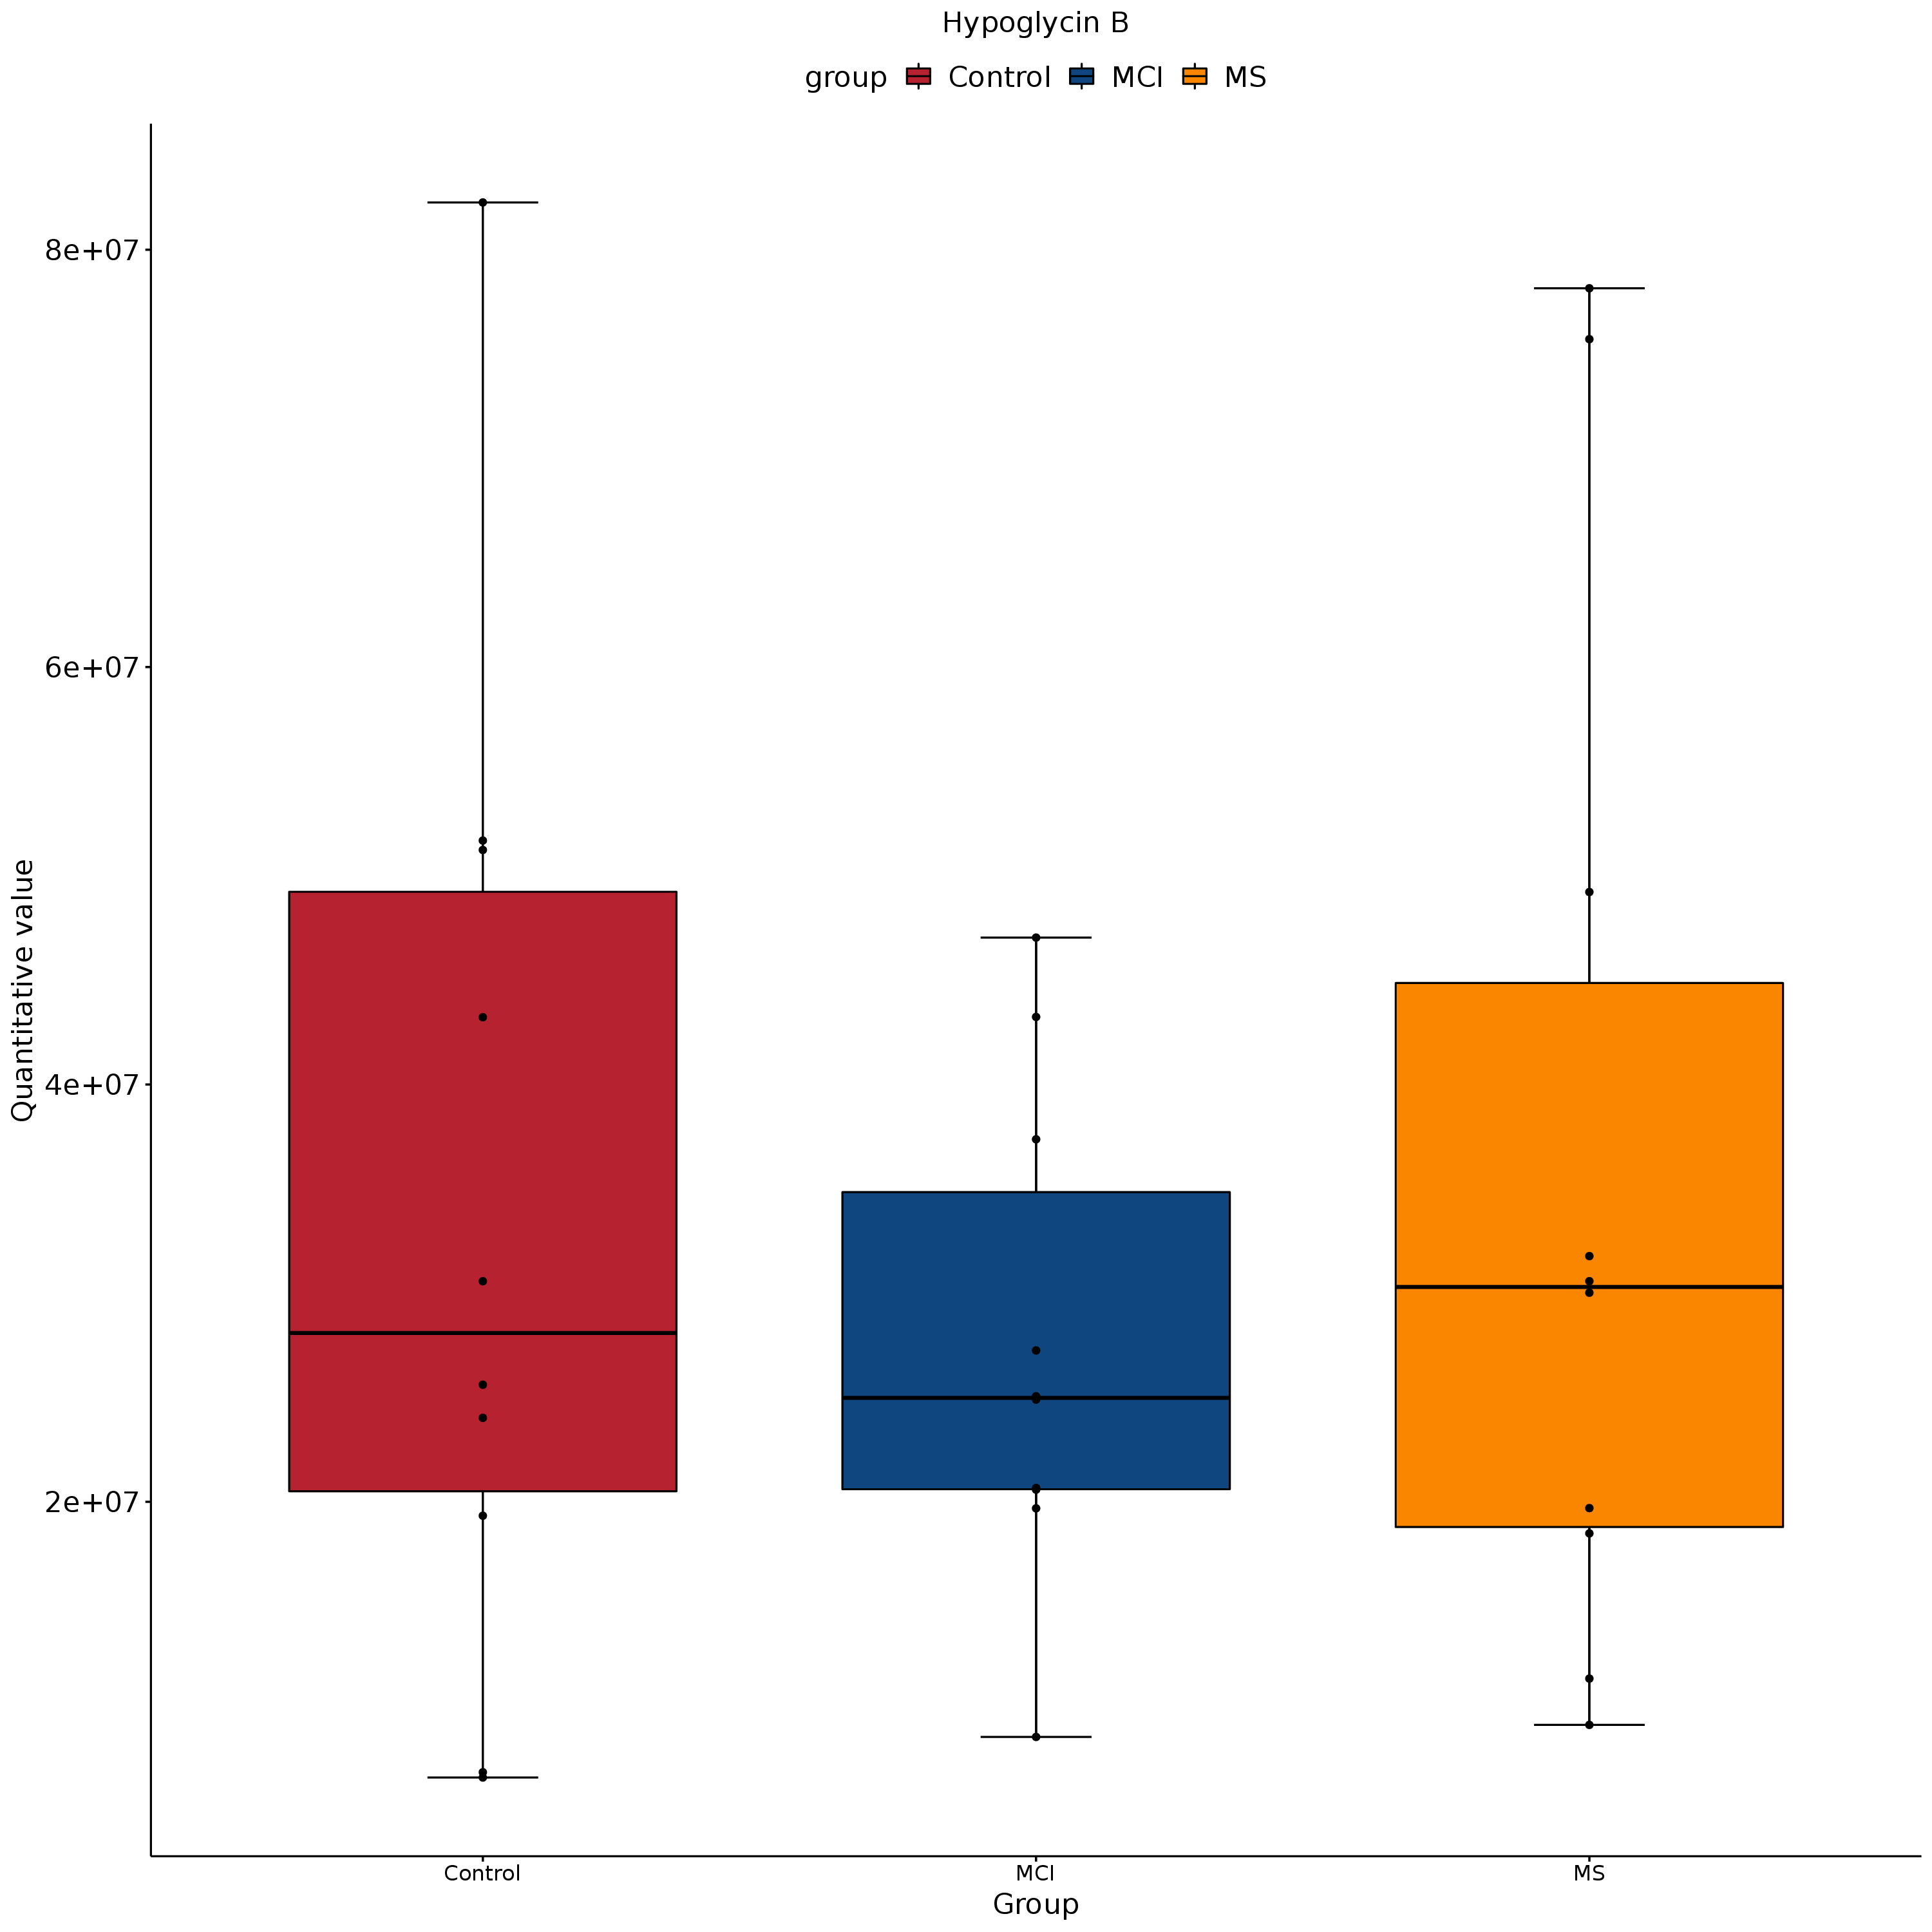 Hypoglycin B
group Control MCI MS
8e+07
6e+07
4e+07
2e+07
Quantitative value
Control MCI MS
Group